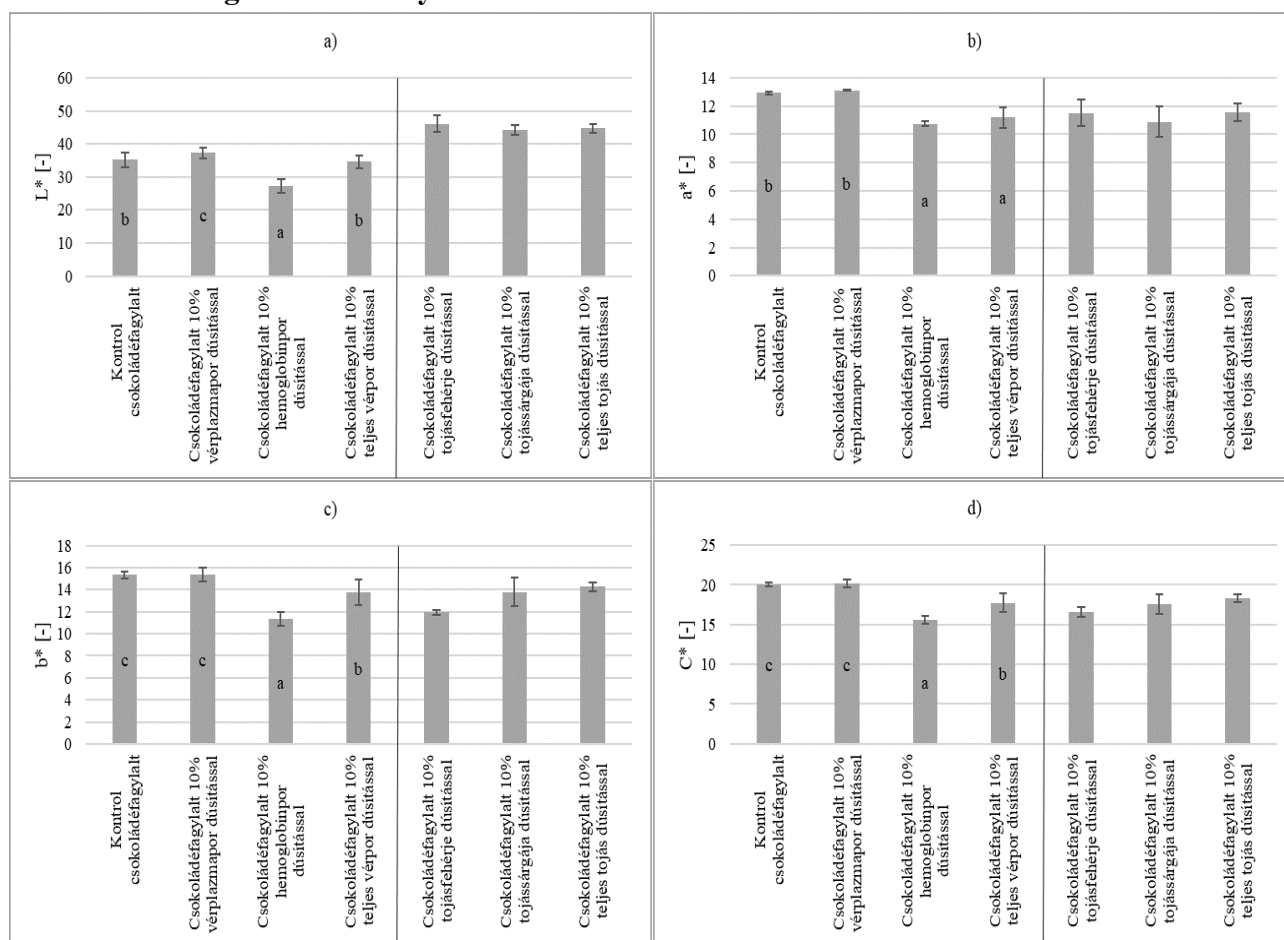 a)
60
50
40
30
20
10
0
L* [-]
b
c
a
b
Kontrol
csokoládéfagylalt
Csokoládéfagylalt 10%
vérplazmapor dúsítással
Csokoládéfagylalt 10%
hemoglobinpor
dúsítással
Csokoládéfagylalt 10%
teljes vérpor dúsítással
Csokoládéfagylalt 10%
tojásfehérje dúsítással
Csokoládéfagylalt 10%
tojássárgája dúsítással
Csokoládéfagylalt 10%
teljes tojás dúsítással
b)
14
12
10
8
6
4
2
0
a* [-]
b
b
a
a
Kontrol
csokoládéfagylalt
Csokoládéfagylalt 10%
vérplazmapor dúsítással
Csokoládéfagylalt 10%
hemoglobinpor
dúsítással
Csokoládéfagylalt 10%
teljes vérpor dúsítással
Csokoládéfagylalt 10%
tojásfehérje dúsítással
Csokoládéfagylalt 10%
tojássárgája dúsítással
Csokoládéfagylalt 10%
teljes tojás dúsítással
c)
18
16
14
12
10
8
6
4
2
0
b* [-]
c
c
a
b
Kontrol
csokoládéfagylalt
Csokoládéfagylalt 10%
vérplazmapor dúsítással
Csokoládéfagylalt 10%
hemoglobinpor
dúsítással
Csokoládéfagylalt 10%
teljes vérpor dúsítással
Csokoládéfagylalt 10%
tojásfehérje dúsítással
Csokoládéfagylalt 10%
tojássárgája dúsítással
Csokoládéfagylalt 10%
teljes tojás dúsítással
d)
25
20
15
10
5
0
C* [-]
c
c
a
b
Kontrol
csokoládéfagylalt
Csokoládéfagylalt 10%
vérplazmapor dúsítással
Csokoládéfagylalt 10%
hemoglobinpor
dúsítással
Csokoládéfagylalt 10%
teljes vérpor dúsítással
Csokoládéfagylalt 10%
tojásfehérje dúsítással
Csokoládéfagylalt 10%
tojássárgája dúsítással
Csokoládéfagylalt 10%
teljes tojás dúsítással